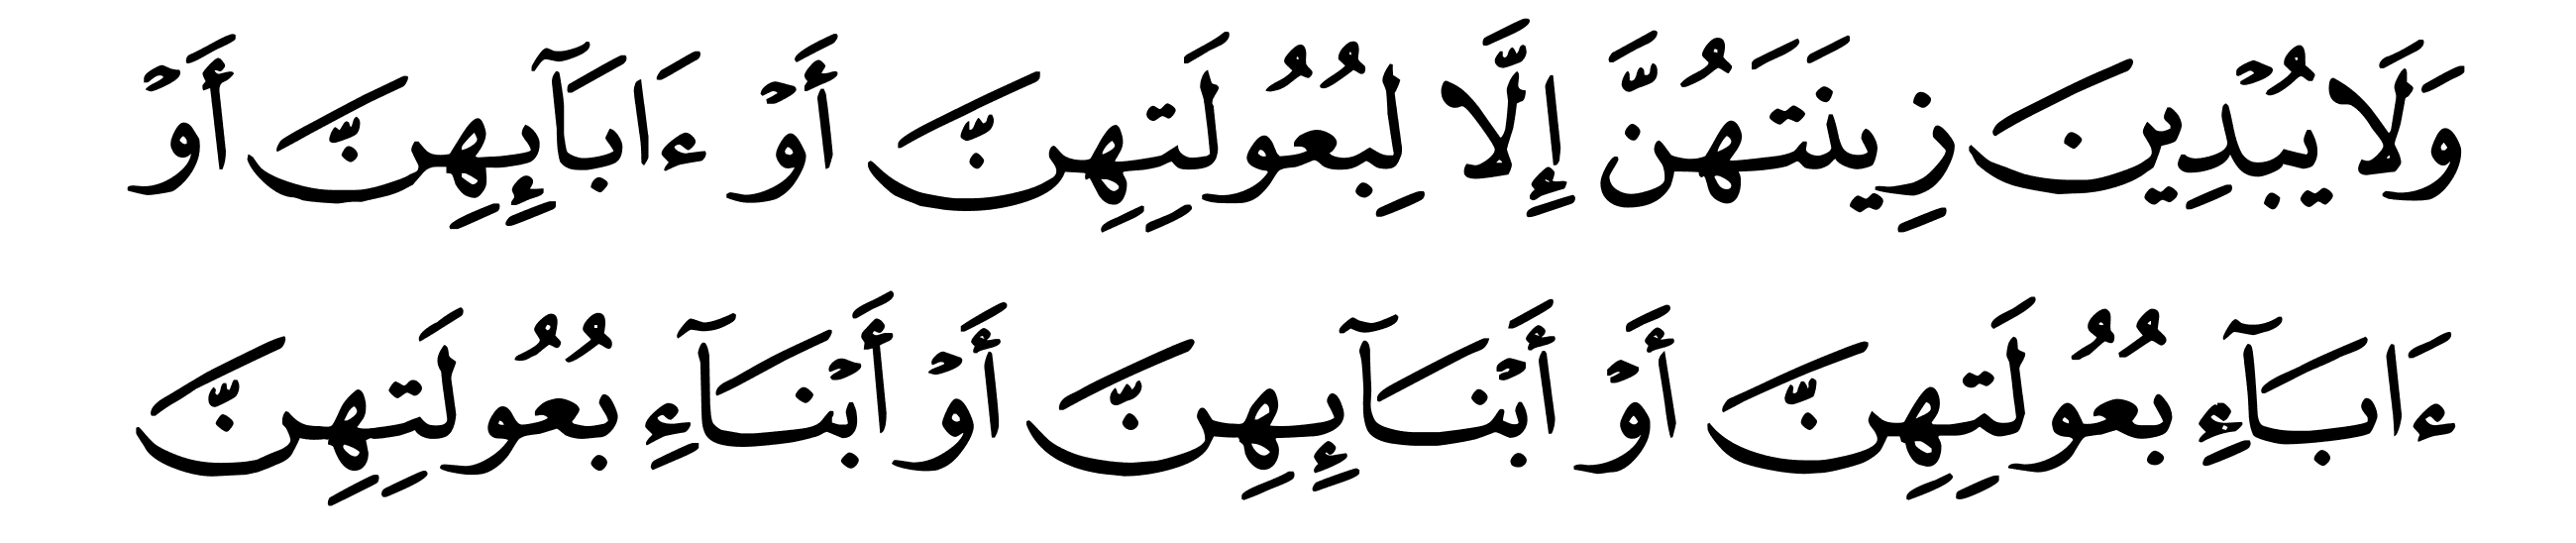 وَلَا يُبْدِينَ زِينَتَهُنَّ إِلَّا لِبُعُولَتِهِنَّ أَوْ ءَابَآئِهِنَّ أَوْ
ءَابَآءِ بُعُولَتِهِنَّ أَوْ أَبْنَآئِهِنَّ أَوْ أَبْنَآءِ بُعُولَتِهِنَّ